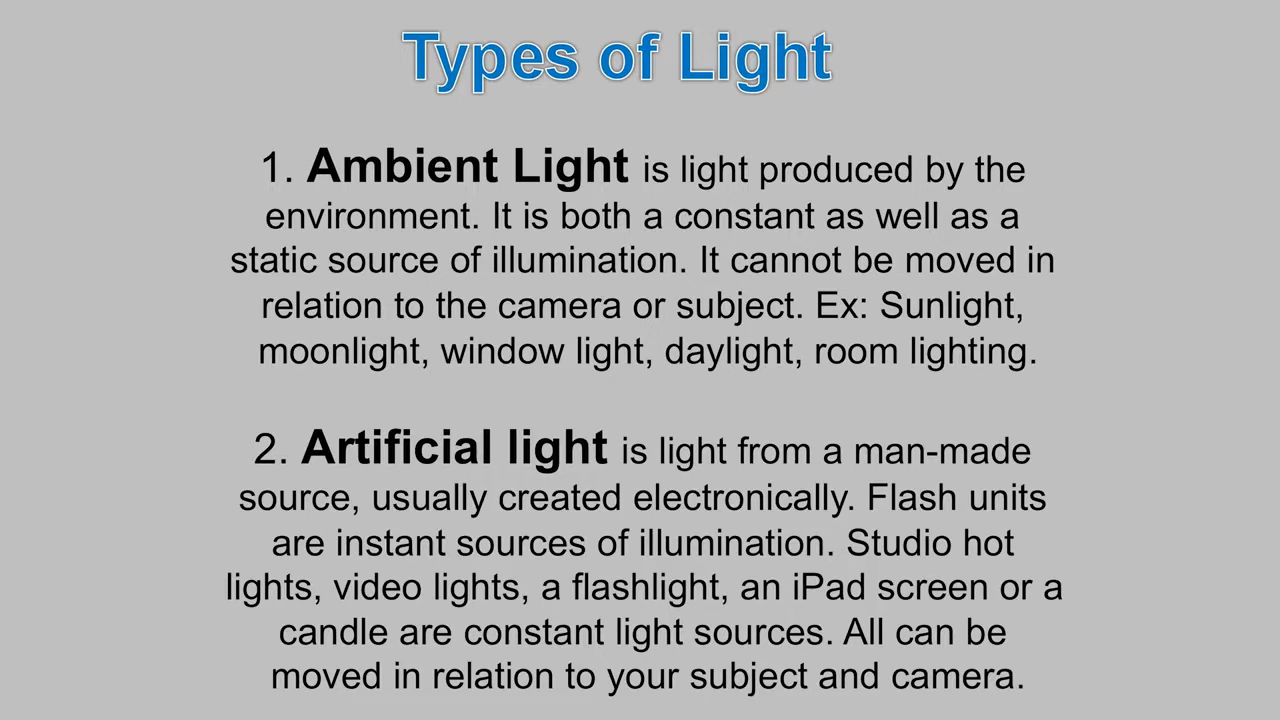 Types of Light
1. Ambient Light is light produced by the
environment. It is both a constant as well as a
static source of illumination. It cannot be moved in
relation to the camera or subject. Ex: Sunlight,
moonlight, window light, daylight, room lighting.
2. Artificial light is light from a man-made
source, usually created electronically. Flash units
are instant sources of illumination. Studio hot
lights, video lights, a flashlight, an iPad screen or a
candle are constant light sources. All can be
moved in relation to your subject and camera.